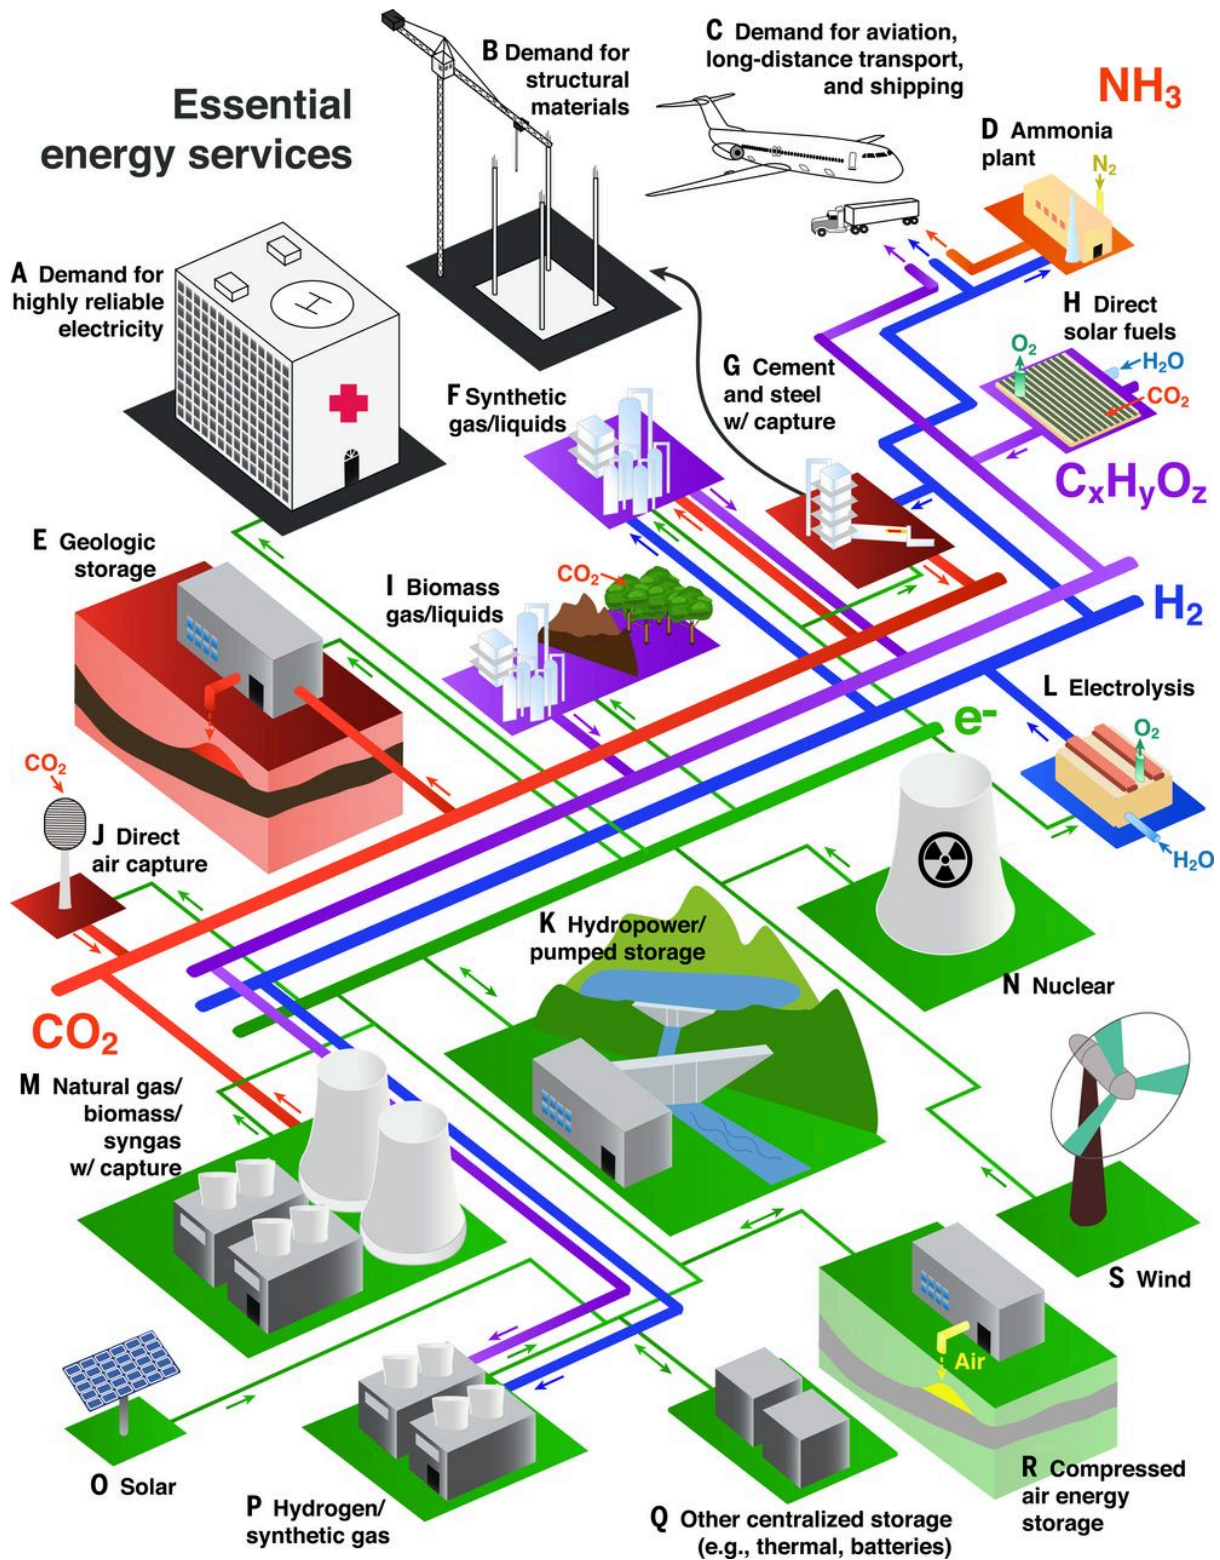 Essential
energy services
A Demand for
highly reliable
electricity
B Demand for
structural
materials
C Demand for aviation,
long-distance transport,
and shipping
NH₃
D Ammonia
plant
N₂
H Direct
solar fuels
O₂
H₂O
CO₂
CₓHᵧO_z
F Synthetic
gas/liquids
G Cement
and steel
w/ capture
E Geologic
storage
I Biomass
gas/liquids
CO₂
H₂
L Electrolysis
O₂
H₂O
e-
CO₂
J Direct
air capture
K Hydropower/
pumped storage
N Nuclear
CO₂
M Natural gas/
biomass/
syngas
w/ capture
S Wind
Air
O Solar
P Hydrogen/
synthetic gas
Q Other centralized storage
(e.g., thermal, batteries)
R Compressed
air energy
storage
H